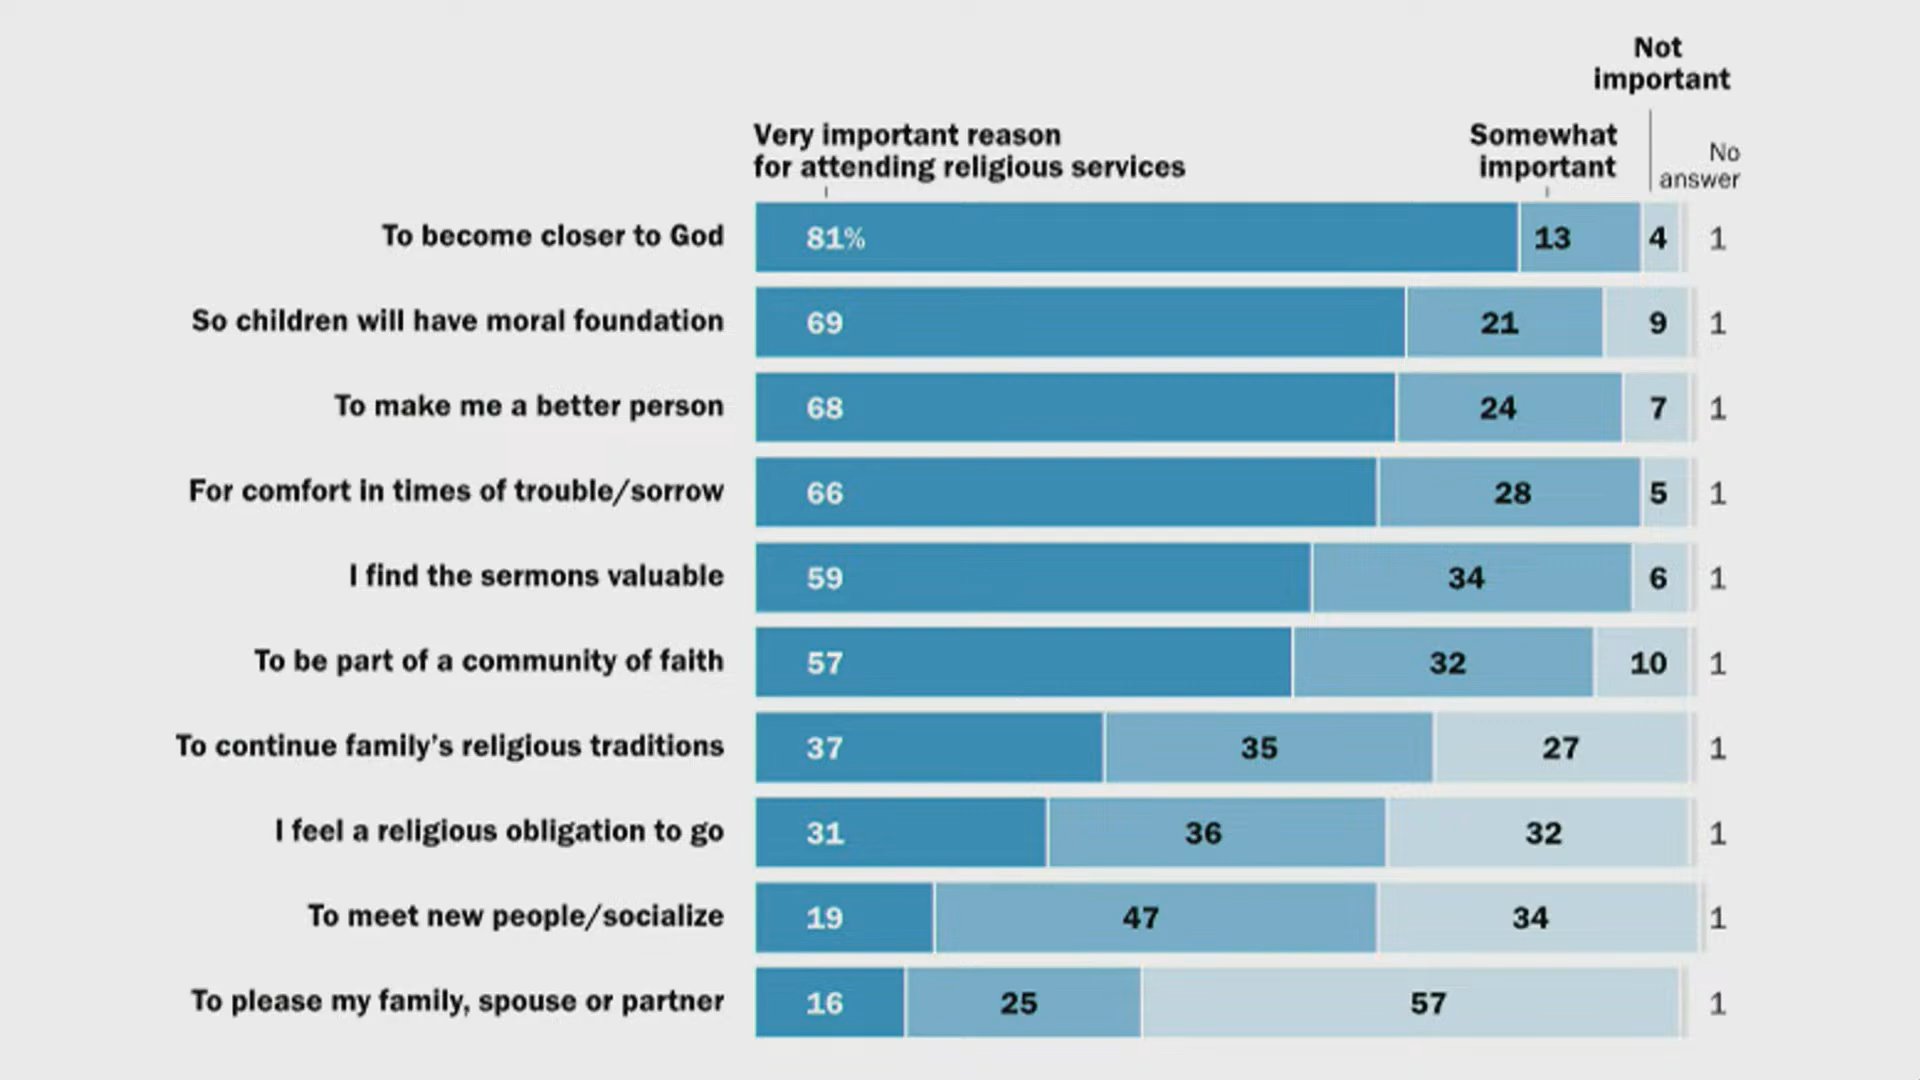 Not
important
Very important reason
for attending religious services
Somewhat
important
No
answer
To become closer to God 81% 13 4 1
So children will have moral foundation 69 21 9 1
To make me a better person 68 24 7 1
For comfort in times of trouble/sorrow 66 28 5 1
I find the sermons valuable 59 34 6 1
To be part of a community of faith 57 32 10 1
To continue family’s religious traditions 37 35 27 1
I feel a religious obligation to go 31 36 32 1
To meet new people/socialize 19 47 34 1
To please my family, spouse or partner 16 25 57 1